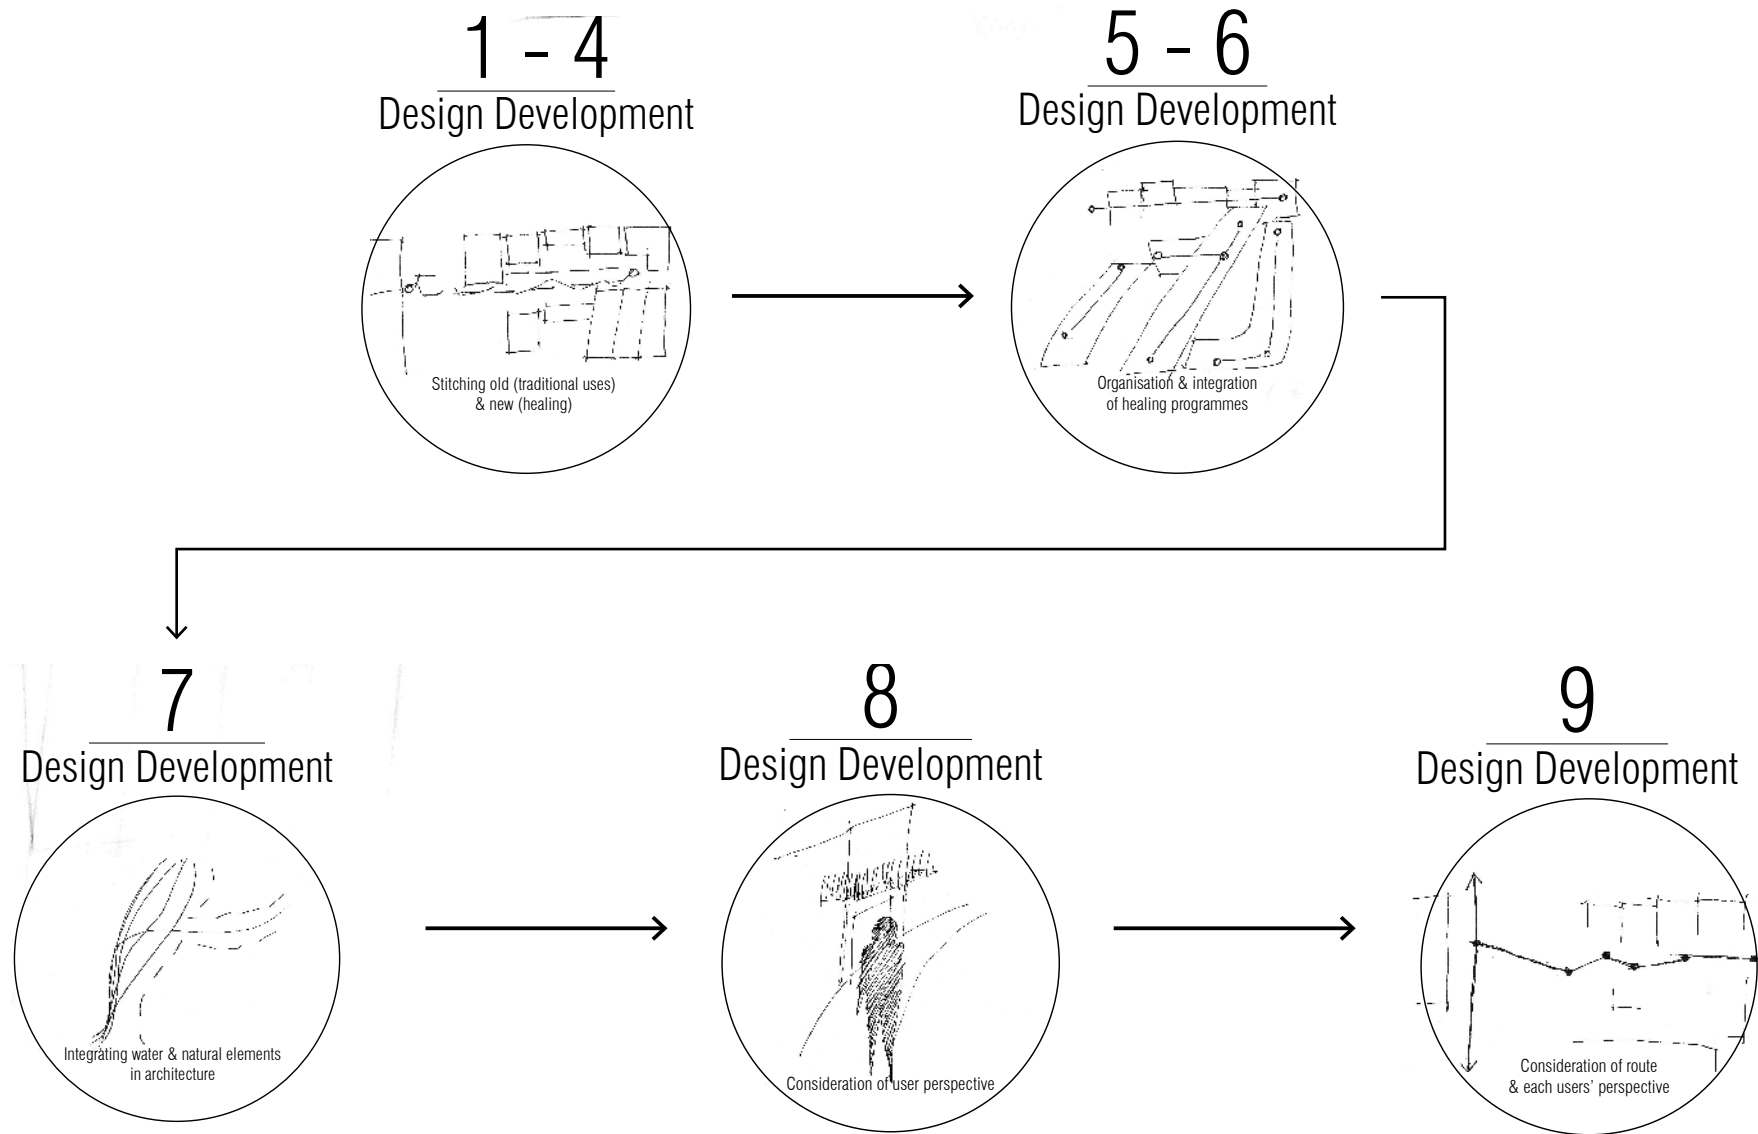 1 - 4
Design Development
Stitching old (traditional uses)
& new (healing)
5 - 6
Design Development
Organisation & integration
of healing programmes
7
Design Development
Integrating water & natural elements
in architecture
8
Design Development
Consideration of user perspective
9
Design Development
Consideration of route
& each users' perspective